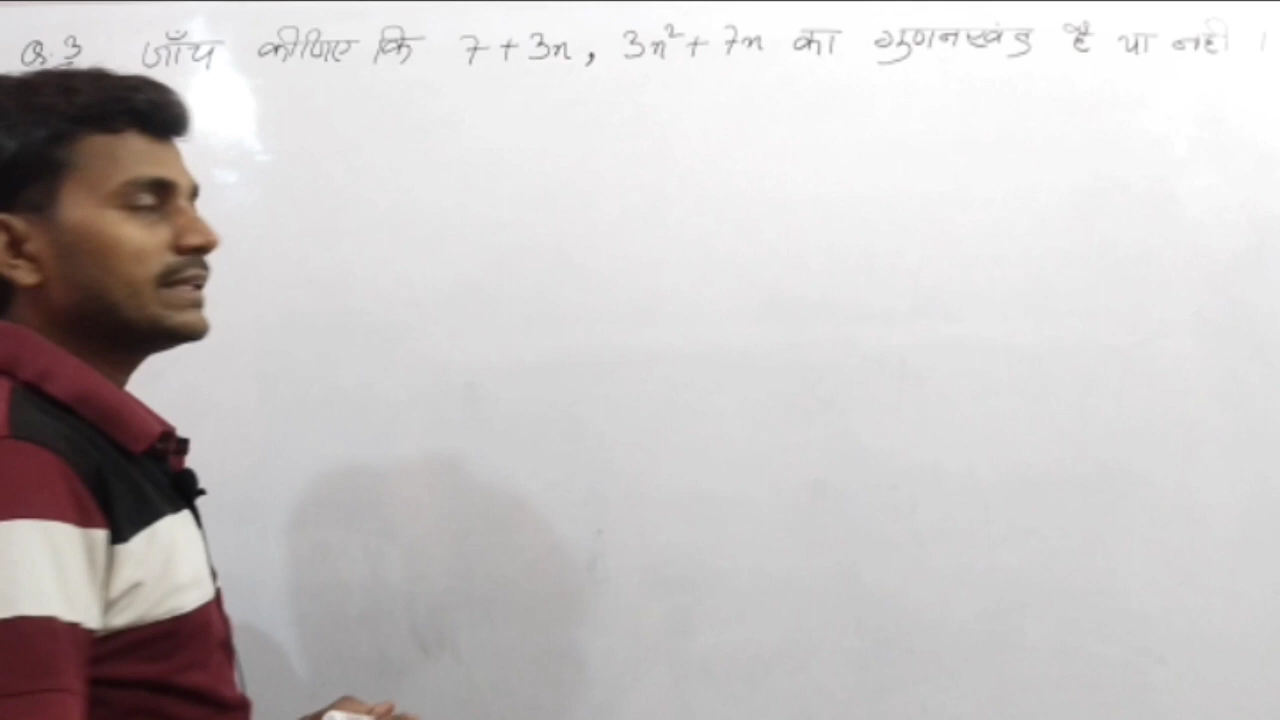 Q.3 जाँच कीजिए कि 7 + 3x, 3x² + 7x का गुणनखंड है या नही ।